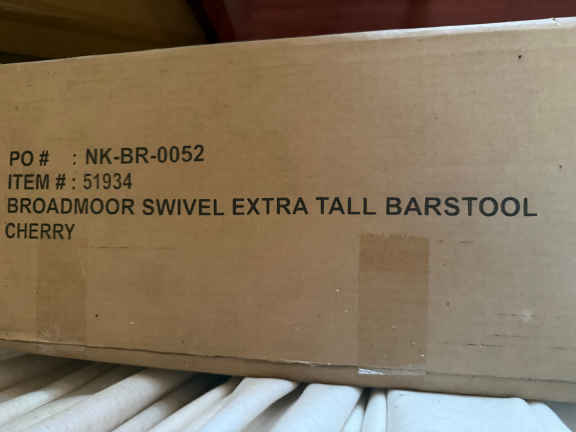 PO # : NK-BR-0052
ITEM # : 51934
BROADMOOR SWIVEL EXTRA TALL BARSTOOL
CHERRY